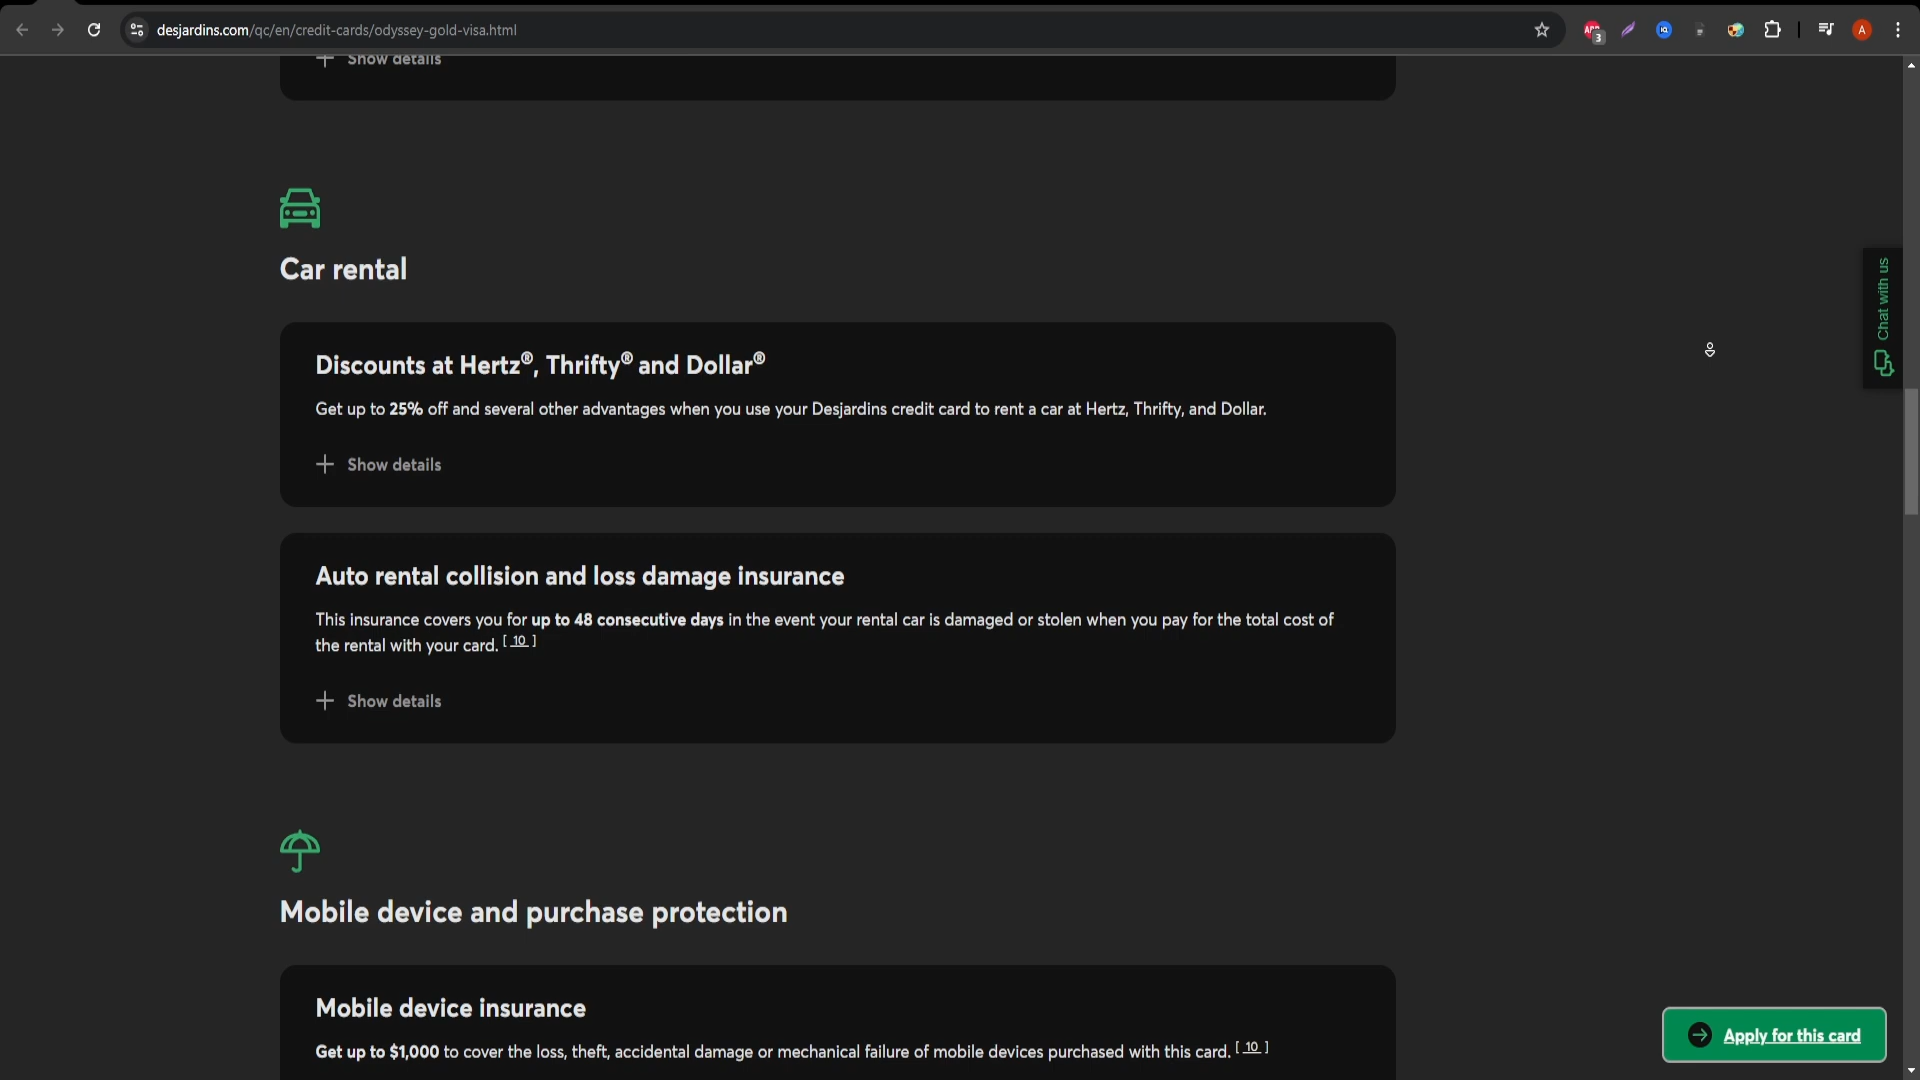 desjardins.com/qc/en/credit-cards/odyssey-gold-visa.html
ABP
3
A
Show details
Car rental
Chat with us
Discounts at Hertz®, Thrifty® and Dollar®
Get up to 25% off and several other advantages when you use your Desjardins credit card to rent a car at Hertz, Thrifty, and Dollar.
Show details
Auto rental collision and loss damage insurance
This insurance covers you for up to 48 consecutive days in the event your rental car is damaged or stolen when you pay for the total cost of
the rental with your card. [ 10 ]
Show details
Mobile device and purchase protection
Mobile device insurance
Get up to $1,000 to cover the loss, theft, accidental damage or mechanical failure of mobile devices purchased with this card. [ 10 ]
Apply for this card